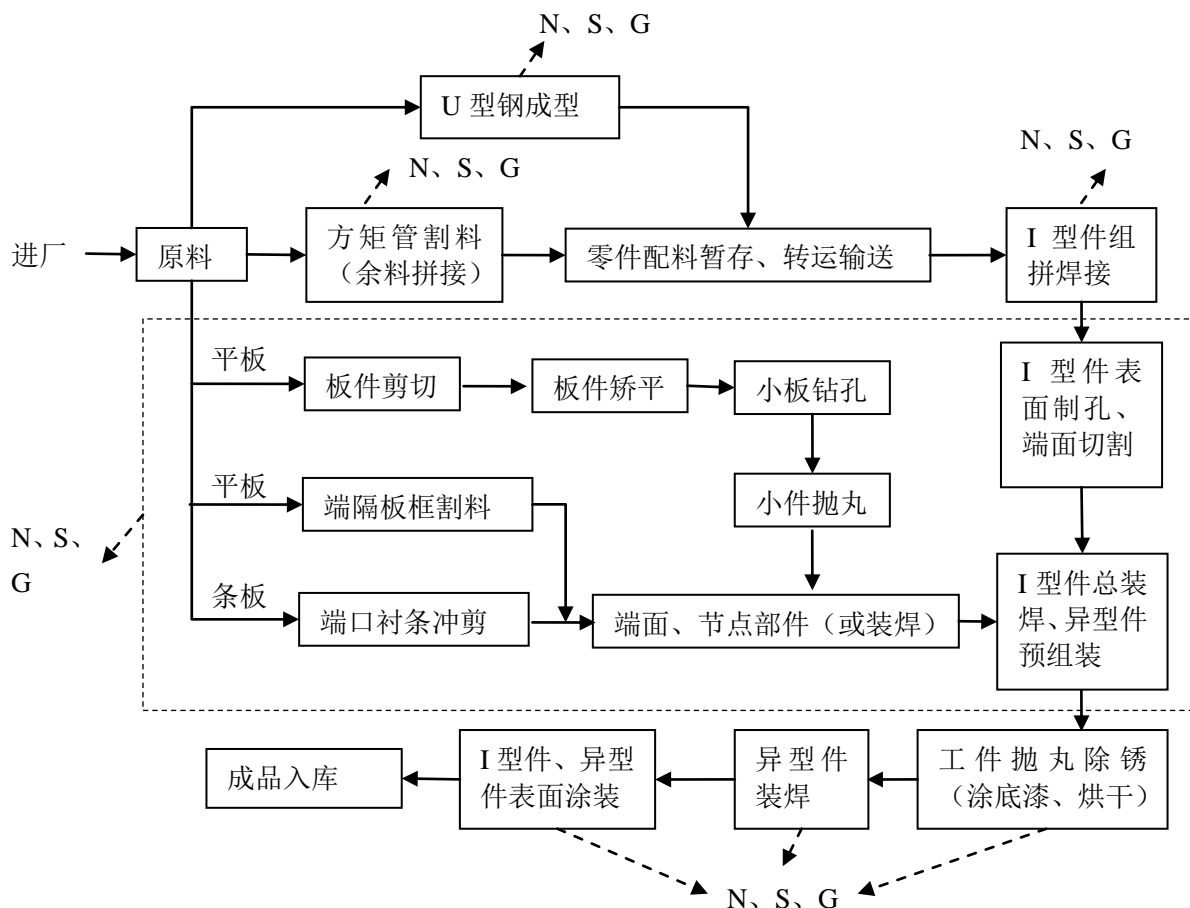 N、S、G
U 型钢成型
N、S、G
N、S、G
进厂
原料
方矩管割料
（余料拼接）
零件配料暂存、转运输送
I 型件组
拼焊接
平板
板件剪切
板件矫平
小板钻孔
I 型件表
面制孔、
端面切割
平板
端隔板框割料
小件抛丸
N、S、
G
条板
端口衬条冲剪
端面、节点部件（或装焊）
I 型件总装
焊、异型件
预组装
成品入库
I 型件、异型
件表面涂装
异型件
装焊
工件抛丸除锈
（涂底漆、烘干）
N、S、G